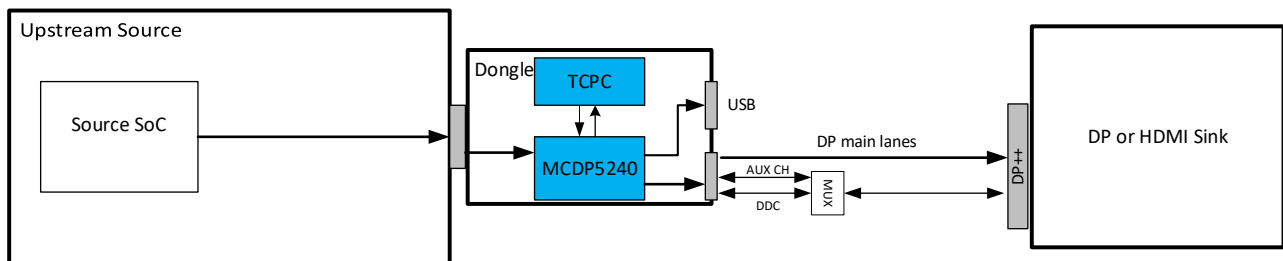 Upstream Source
Source SoC
Dongle
TCPC
MCDP5240
USB
DP main lanes
AUX CH
DDC
MUX
DP++
DP or HDMI Sink